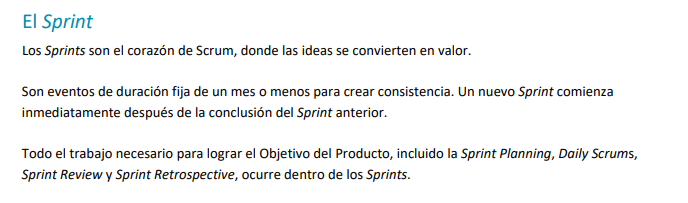 El Sprint
Los Sprints son el corazón de Scrum, donde las ideas se convierten en valor.
Son eventos de duración fija de un mes o menos para crear consistencia. Un nuevo Sprint comienza
inmediatamente después de la conclusión del Sprint anterior.
Todo el trabajo necesario para lograr el Objetivo del Producto, incluido la Sprint Planning, Daily Scrums,
Sprint Review y Sprint Retrospective, ocurre dentro de los Sprints.